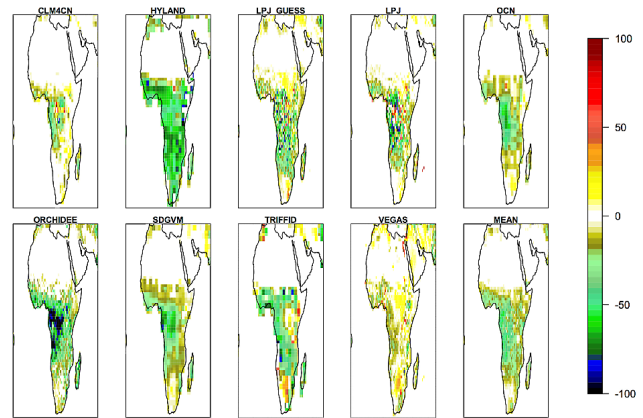 CLM4CN HYLAND LPJ_GUESS LPJ OCN
100
50
0
-50
-100
ORCHIDEE SDGVM TRIFFID VEGAS MEAN